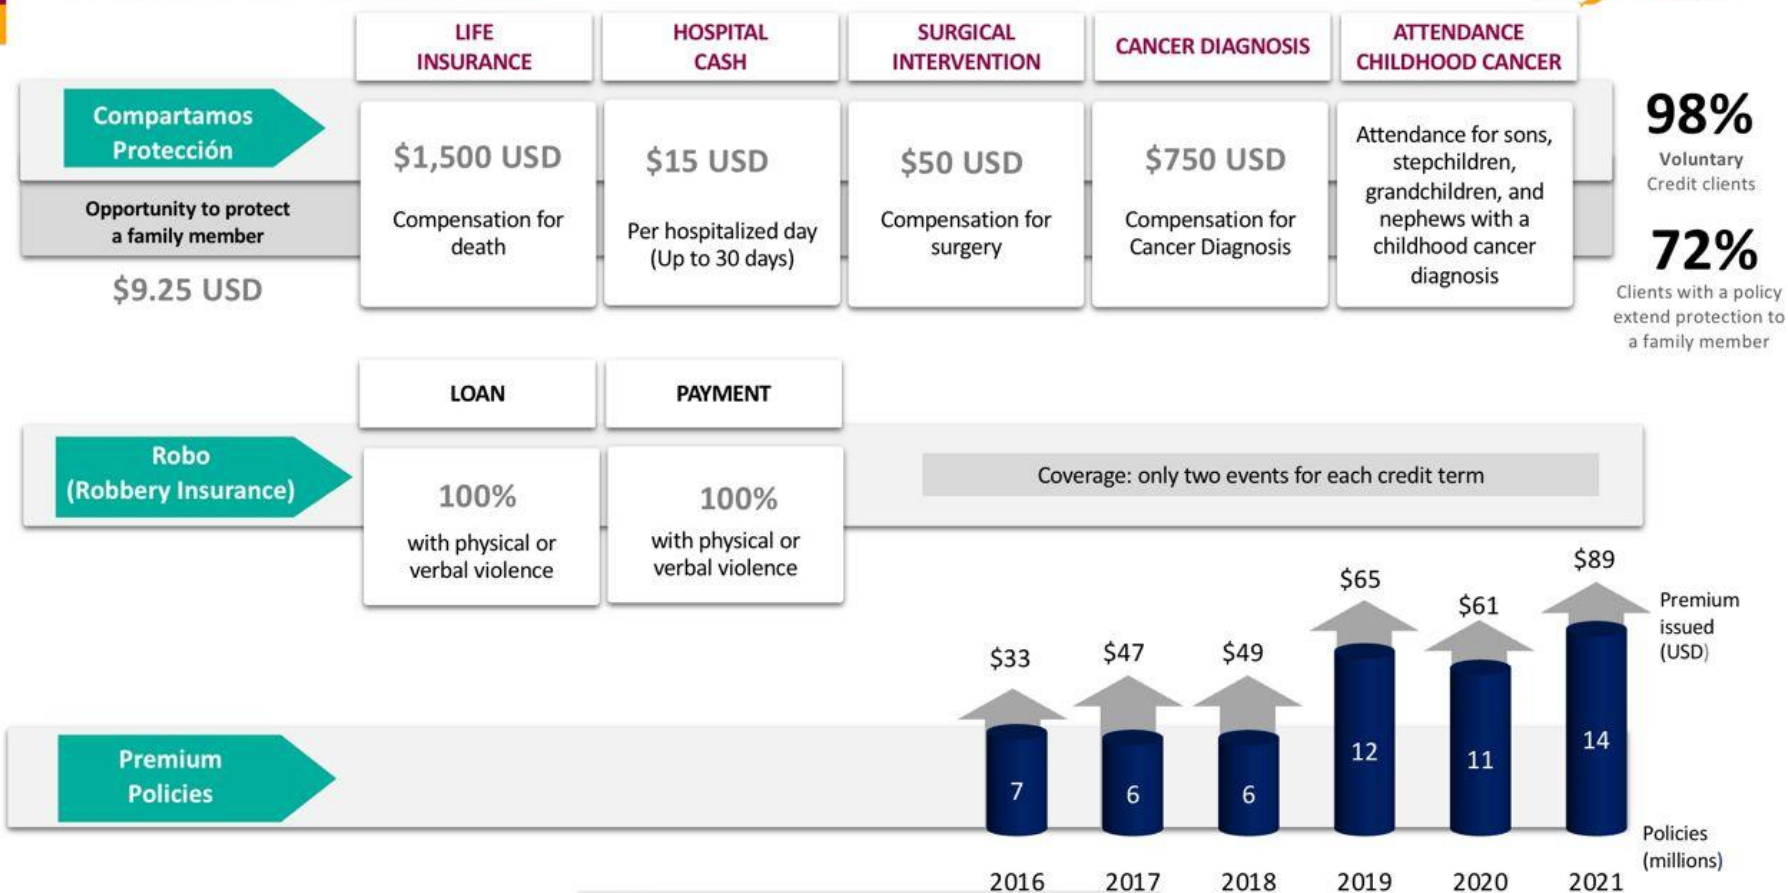 LIFE
INSURANCE
HOSPITAL
CASH
SURGICAL
INTERVENTION
CANCER DIAGNOSIS
ATTENDANCE
CHILDHOOD CANCER
Compartamos
Protección
Opportunity to protect
a family member
$9.25 USD
$1,500 USD
Compensation for
death
$15 USD
Per hospitalized day
(Up to 30 days)
$50 USD
Compensation for
surgery
$750 USD
Compensation for
Cancer Diagnosis
Attendance for sons,
stepchildren,
grandchildren, and
nephews with a
childhood cancer
diagnosis
98%
Voluntary
Credit clients
72%
Clients with a policy
extend protection to
a family member
LOAN
PAYMENT
Robo
(Robbery Insurance)
100%
with physical or
verbal violence
100%
with physical or
verbal violence
Coverage: only two events for each credit term
Premium
Policies
$33
$47
$49
$65
$61
$89
Premium
issued
(USD)
7
6
6
12
11
14
Policies
(millions)
2016
2017
2018
2019
2020
2021